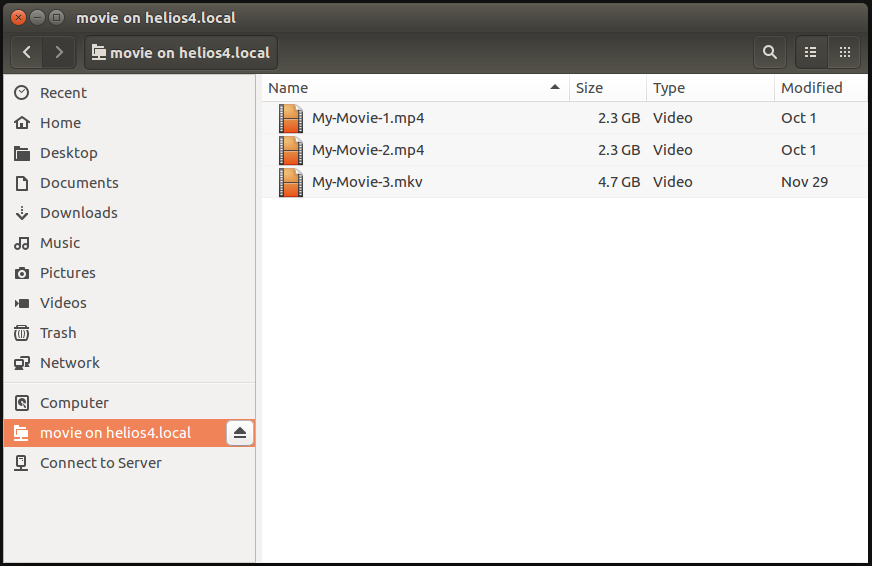 movie on helios4.local
movie on helios4.local
Recent
Home
Desktop
Documents
Downloads
Music
Pictures
Videos
Trash
Network
Computer
movie on helios4.local
Connect to Server
Name Size Type Modified
My-Movie-1.mp4 2.3 GB Video Oct 1
My-Movie-2.mp4 2.3 GB Video Oct 1
My-Movie-3.mkv 4.7 GB Video Nov 29